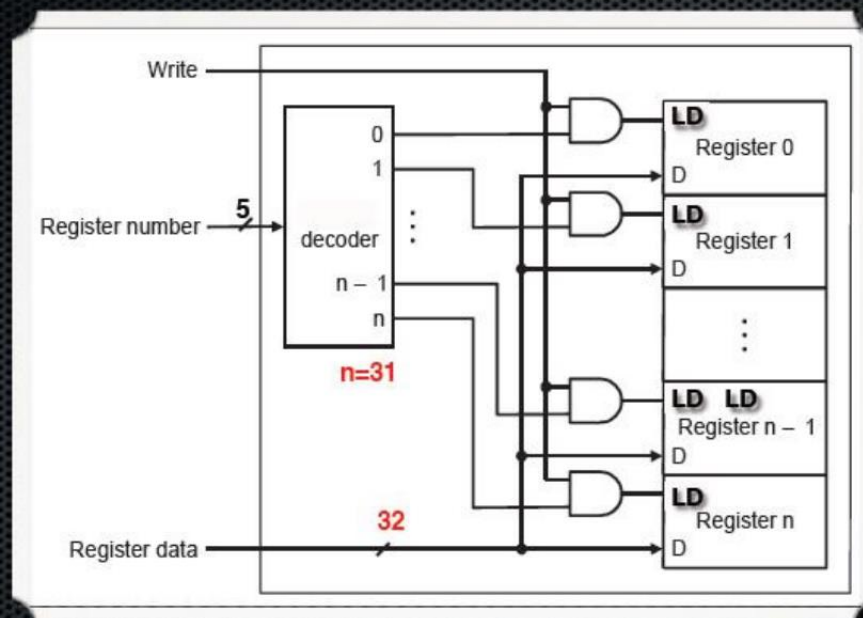 Write
LD
0
Register 0
1
D
5
LD
Register number
Register 1
decoder
D
n – 1
n
n=31
LD LD
Register n – 1
D
LD
32
Register n
Register data
D